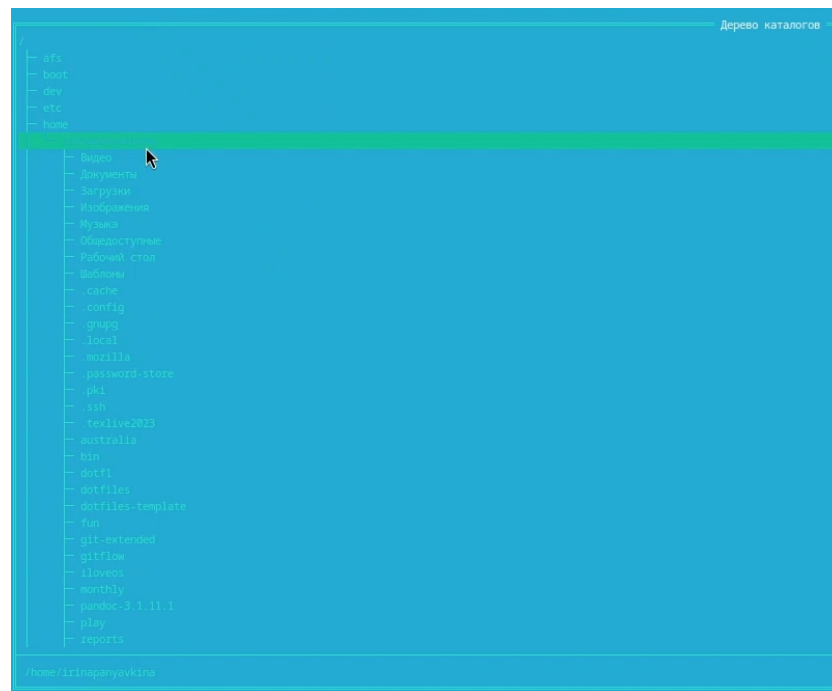 Дерево каталогов
/
afs
boot
dev
etc
home
Видео
Документы
Загрузки
Изображения
Музыка
Общедоступные
Рабочий стол
Шаблоны
.cache
.config
.gnupg
.local
.mozilla
.password-store
.pki
.ssh
.texlive2023
australia
bin
dotf1
dotfiles
dotfiles-template
fun
git-extended
gitflow
iloveos
monthly
pandoc-3.1.11.1
play
reports
/home/irinapanyavkina